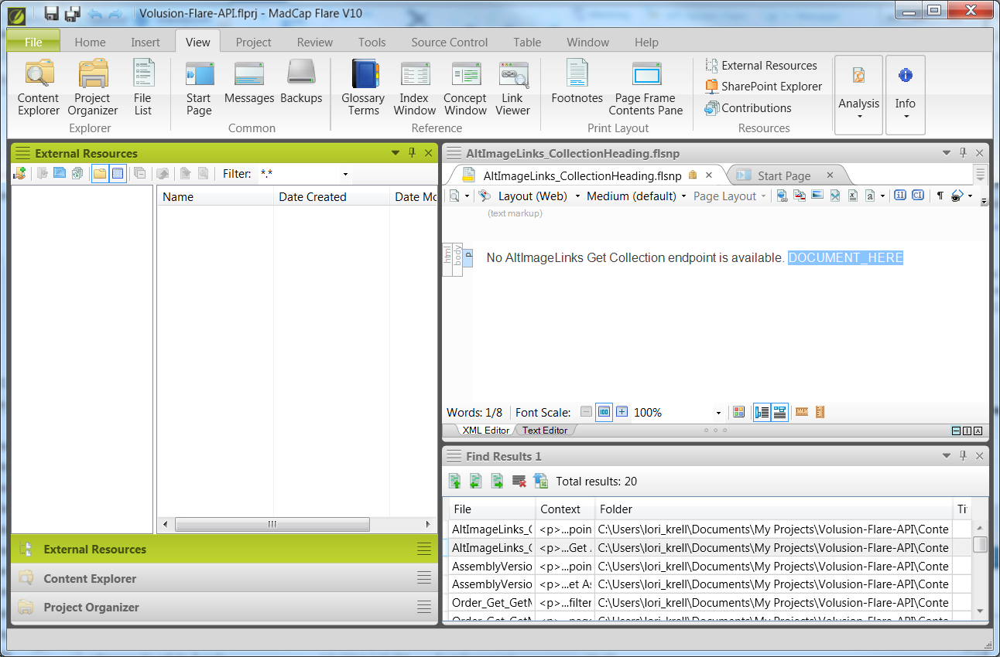 Volusion-Flare-API.flprj - MadCap Flare V10
File Home Insert View Project Review Tools Source Control Table Window Help
Content Explorer
Project Organizer
File List
Explorer
Start Page
Messages
Backups
Common
Glossary Terms
Index Window
Concept Window
Link Viewer
Reference
Footnotes
Page Frame Contents Pane
Print Layout
External Resources
SharePoint Explorer
Contributions
Resources
Analysis
Info
External Resources
Filter: *.*
Name Date Created Date Mo
External Resources
Content Explorer
Project Organizer
AltImageLinks_CollectionHeading.flsnp
AltImageLinks_CollectionHeading.flsnp Start Page
Layout (Web) Medium (default) Page Layout
(text markup)
html body p
No AltImageLinks Get Collection endpoint is available. DOCUMENT_HERE
Words: 1/8 Font Scale: 100%
XML Editor Text Editor
Find Results 1
Total results: 20
File Context Folder Ti
AltImageLinks_C <p>...poin C:\Users\lori_krell\Documents\My Projects\Volusion-Flare-API\Conte
AltImageLinks_C <p>...Get C:\Users\lori_krell\Documents\My Projects\Volusion-Flare-API\Conte
AssemblyVersio <p>...poin C:\Users\lori_krell\Documents\My Projects\Volusion-Flare-API\Conte
AssemblyVersio <p>...et As C:\Users\lori_krell\Documents\My Projects\Volusion-Flare-API\Conte
Order_Get_GetM <p>...filter C:\Users\lori_krell\Documents\My Projects\Volusion-Flare-API\Conte